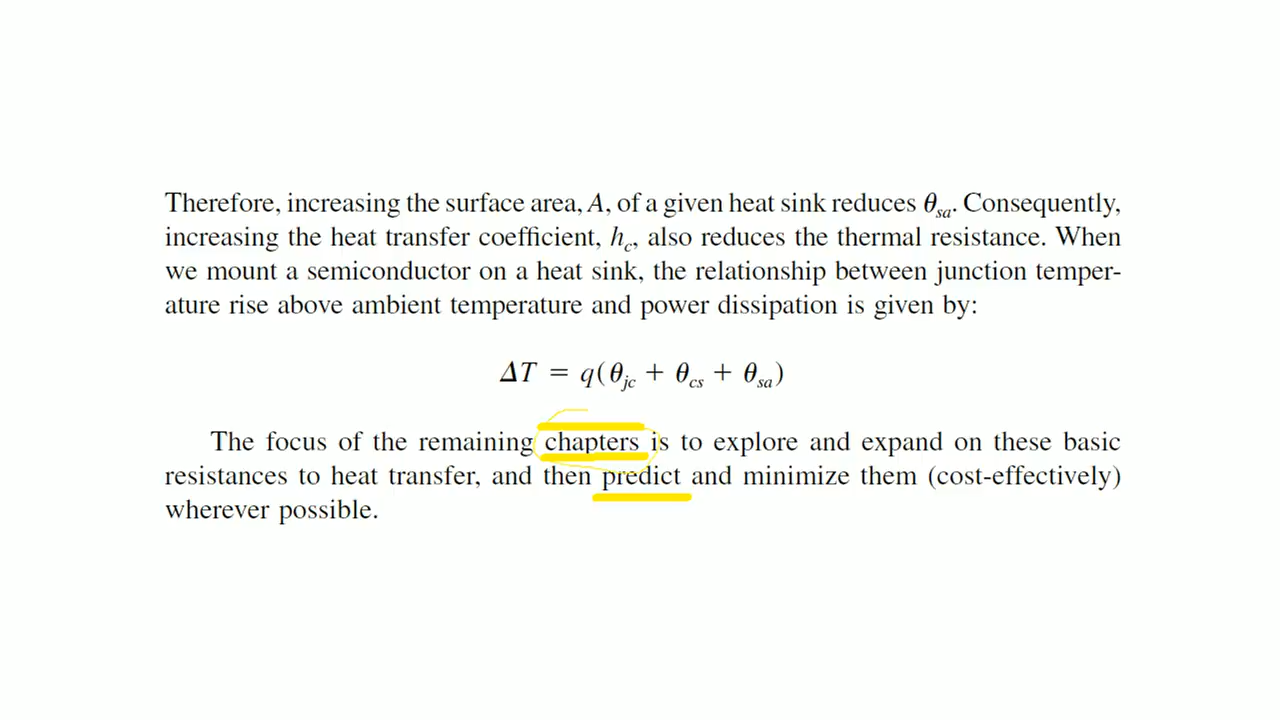 Therefore, increasing the surface area, A, of a given heat sink reduces θsa. Consequently,
increasing the heat transfer coefficient, hc, also reduces the thermal resistance. When
we mount a semiconductor on a heat sink, the relationship between junction temper-
ature rise above ambient temperature and power dissipation is given by:
ΔT = q(θjc + θcs + θsa)
The focus of the remaining chapters is to explore and expand on these basic
resistances to heat transfer, and then predict and minimize them (cost-effectively)
wherever possible.